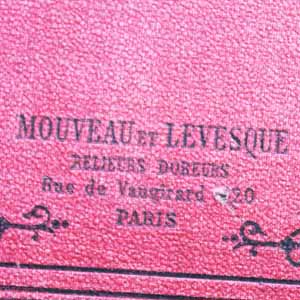 MOUVEAU ET LEVESQUE
RELIEURS DOREURS
Rue de Vaugirard 20
PARIS